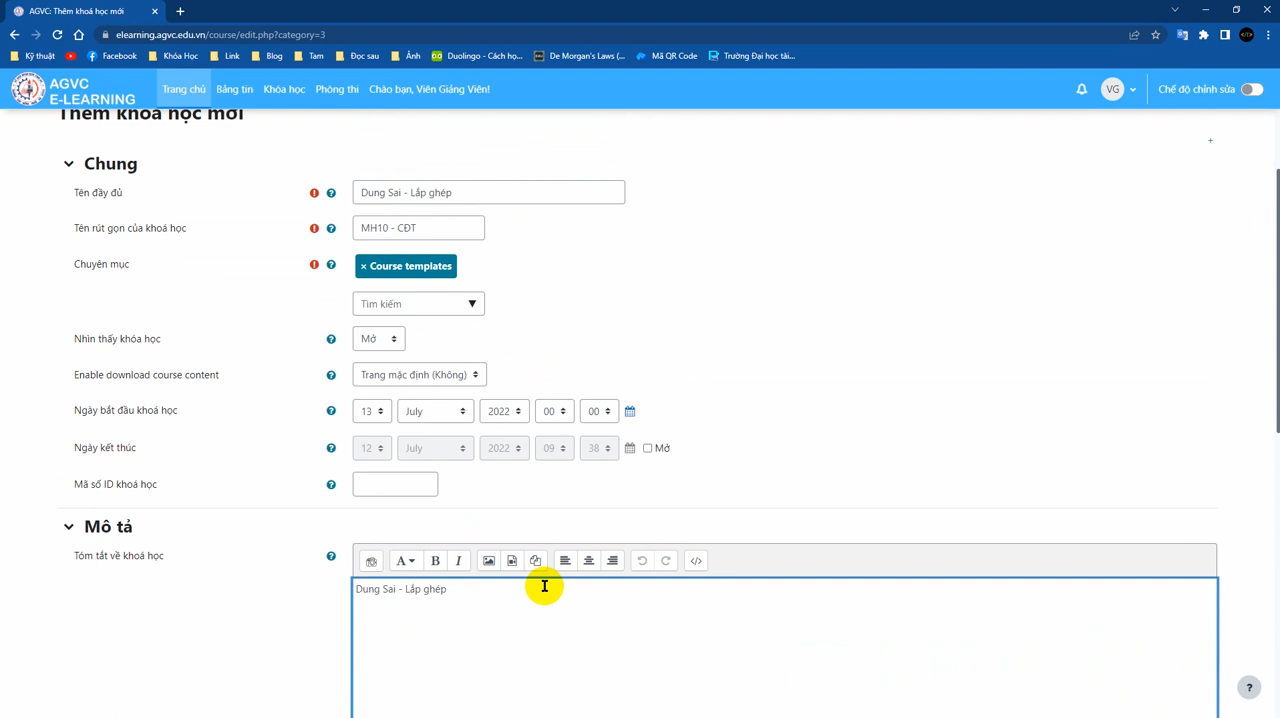 AGVC: Thêm khoá học mới
elearning.agvc.edu.vn/course/edit.php?category=3
Kỹ thuật
Facebook
Khóa Học
Link
Blog
Tam
Đọc sau
Ảnh
Duolingo - Cách họ...
De Morgan's Laws (...
Mã QR Code
Trường Đại học tài...
AGVC
E-LEARNING
Trang chủ
Bảng tin
Khóa học
Phòng thi
Chào bạn, Viên Giảng Viên!
VG
Chế độ chỉnh sửa
Thêm khoá học mới
Chung
Tên đầy đủ
Dung Sai - Lắp ghép
Tên rút gọn của khoá học
MH10 - CĐT
Chuyên mục
× Course templates
Tìm kiếm ▼
Nhìn thấy khóa học
Mở
Enable download course content
Trang mặc định (Không)
Ngày bắt đầu khoá học
13 July 2022 00 00
Ngày kết thúc
12 July 2022 09 38 Mở
Mã số ID khoá học
Mô tả
Tóm tắt về khoá học
A B I </>
Dung Sai - Lắp ghép
?